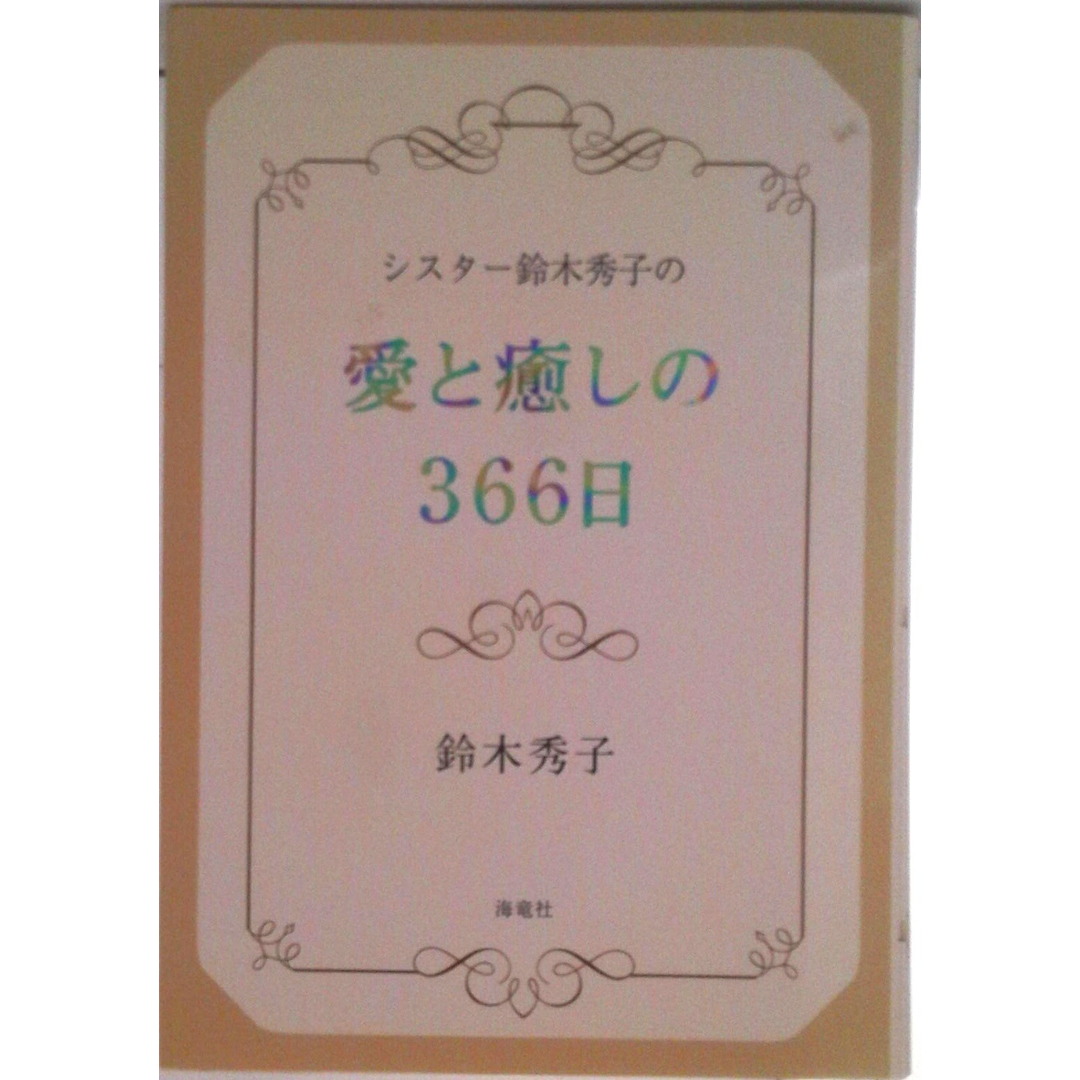 シスター鈴木秀子の
愛と癒しの
366日
鈴木秀子
海竜社